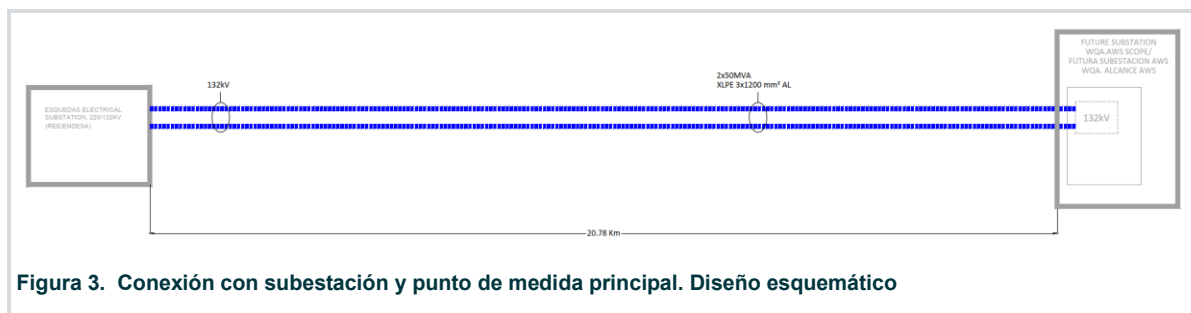 FUTURE SUBSTATION
WQA.AWS SCOPE/
FUTURA SUBESTACION AWS
WQA. ALCANCE AWS
132kV
2x50MVA
XLPE 3x1200 mm² AL
ESQUEDAS ELECTRICAL
SUBSTATION. 220/132KV
(REE/ENDESA)
132kV
20.78 Km
Figura 3. Conexión con subestación y punto de medida principal. Diseño esquemático